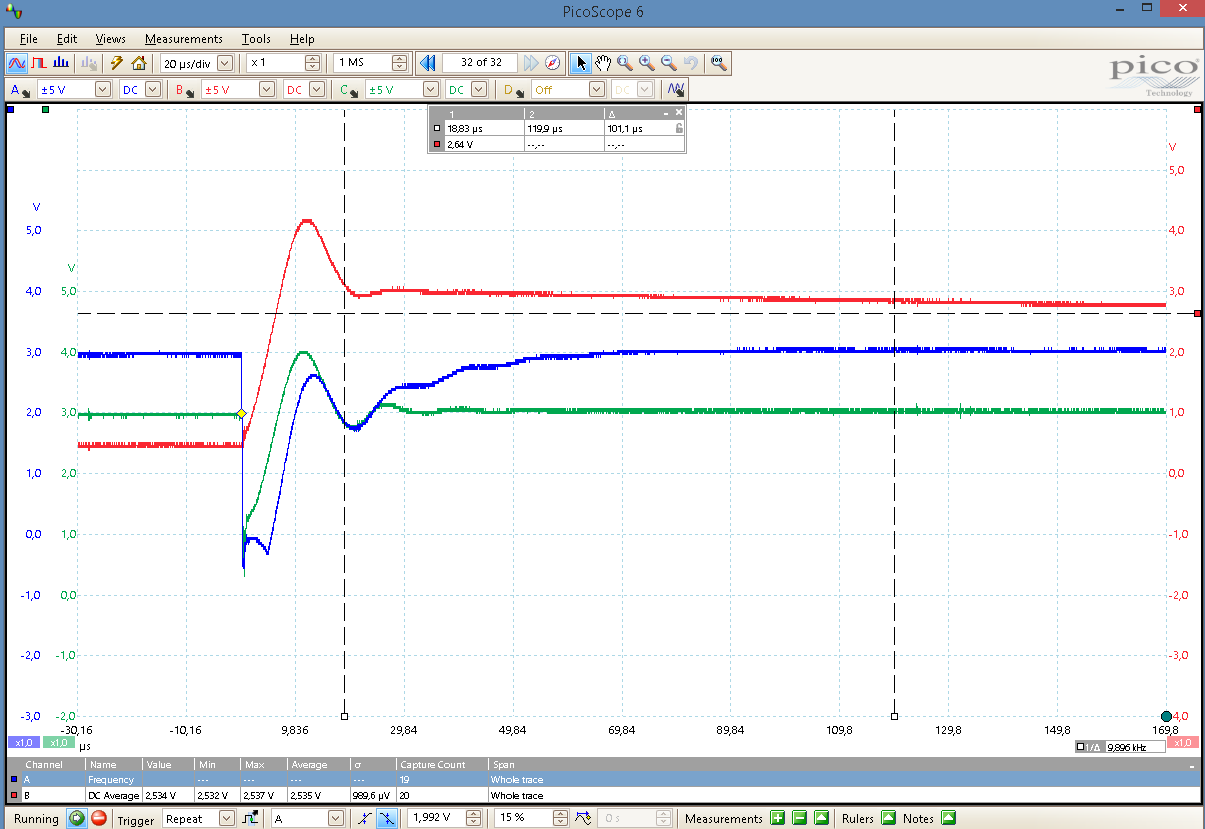 PicoScope 6
File Edit Views Measurements Tools Help
20 µs/div x 1 1 MS 32 of 32
pico
Technology
A ±5 V DC B ±5 V DC C ±5 V DC D Off DC
1 2 Δ
18,83 µs 119,9 µs 101,1 µs
2,64 V --,-- --,--
V
5,0
4,0
3,0
2,0
1,0
0,0
-1,0
-2,0
-3,0
V
5,0
4,0
3,0
2,0
1,0
0,0
-1,0
-2,0
V
5,0
4,0
3,0
2,0
1,0
0,0
-1,0
-2,0
-3,0
4,0
-30,16 -10,16 9,836 29,84 49,84 69,84 89,84 109,8 129,8 149,8 169,8
x1,0 x1,0 µs 1/Δ 9,896 kHz x1,0
Channel Name Value Min Max Average σ Capture Count Span
A Frequency --- --- --- --- --- 19 Whole trace
B DC Average 2,534 V 2,532 V 2,537 V 2,535 V 989,6 µV 20 Whole trace
Running Trigger Repeat A 1,992 V 15 % 0 s Measurements Rulers Notes